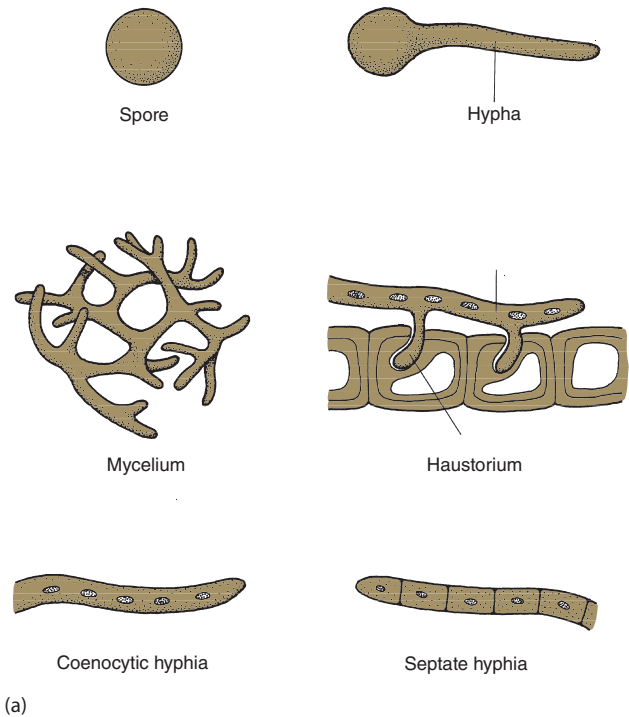 Spore
Hypha
Mycelium
Haustorium
Coenocytic hyphia
Septate hyphia
(a)